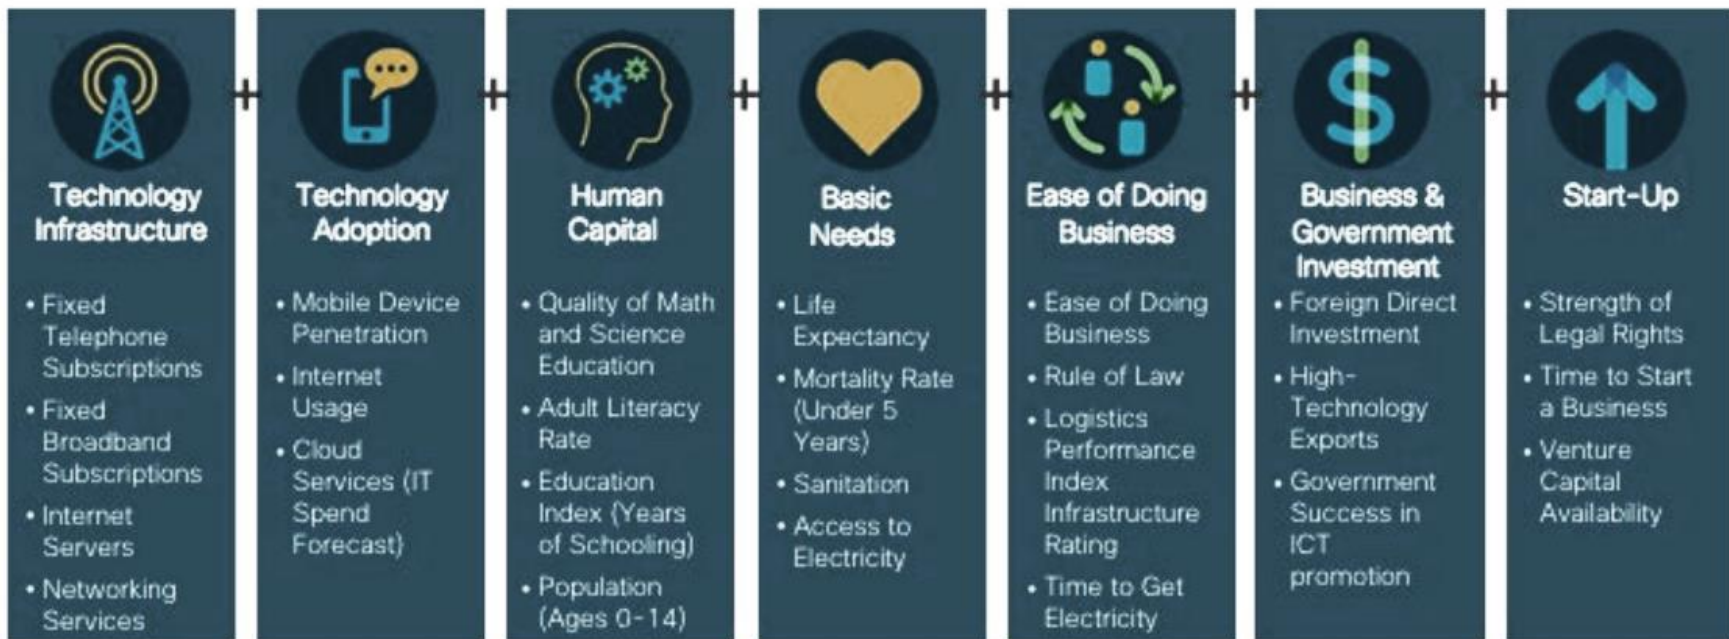 Technology
Infrastructure
• Fixed
Telephone
Subscriptions
• Fixed
Broadband
Subscriptions
• Internet
Servers
• Networking
Services
+
Technology
Adoption
• Mobile Device
Penetration
• Internet
Usage
• Cloud
Services (IT
Spend
Forecast)
+
Human
Capital
• Quality of Math
and Science
Education
• Adult Literacy
Rate
• Education
Index (Years
of Schooling)
• Population
(Ages 0-14)
+
Basic
Needs
• Life
Expectancy
• Mortality Rate
(Under 5
Years)
• Sanitation
• Access to
Electricity
+
Ease of Doing
Business
• Ease of Doing
Business
• Rule of Law
• Logistics
Performance
Index
Infrastructure
Rating
• Time to Get
Electricity
+
$
Business &
Government
Investment
• Foreign Direct
Investment
• High-
Technology
Exports
• Government
Success in
ICT
promotion
+
Start-Up
• Strength of
Legal Rights
• Time to Start
a Business
• Venture
Capital
Availability